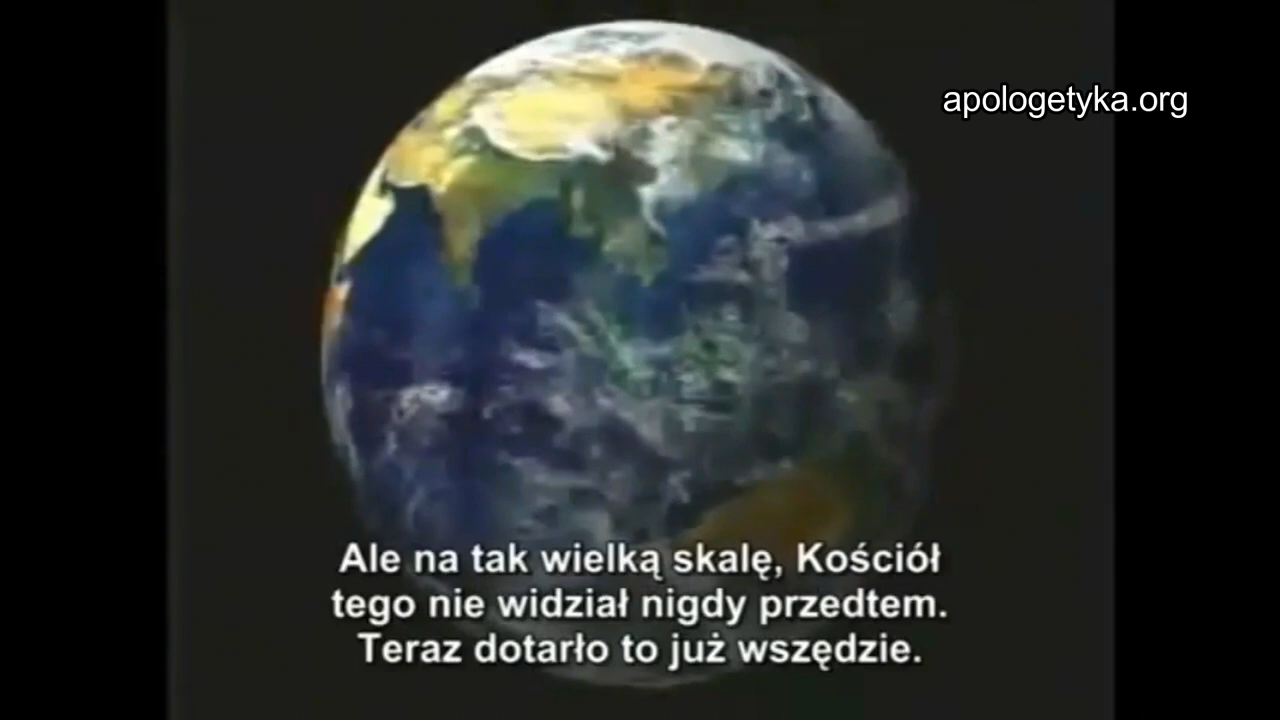 apologetyka.org
Ale na tak wielką skalę, Kościół
tego nie widział nigdy przedtem.
Teraz dotarło to już wszędzie.